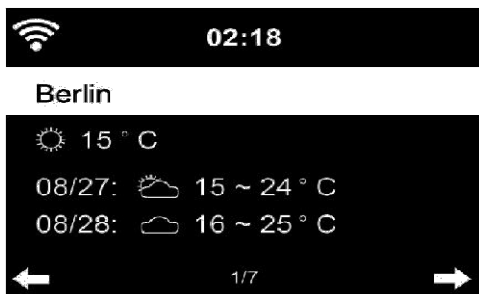 02:18
Berlin
15 ° C
08/27: 15 ~ 24 ° C
08/28: 16 ~ 25 ° C
1/7